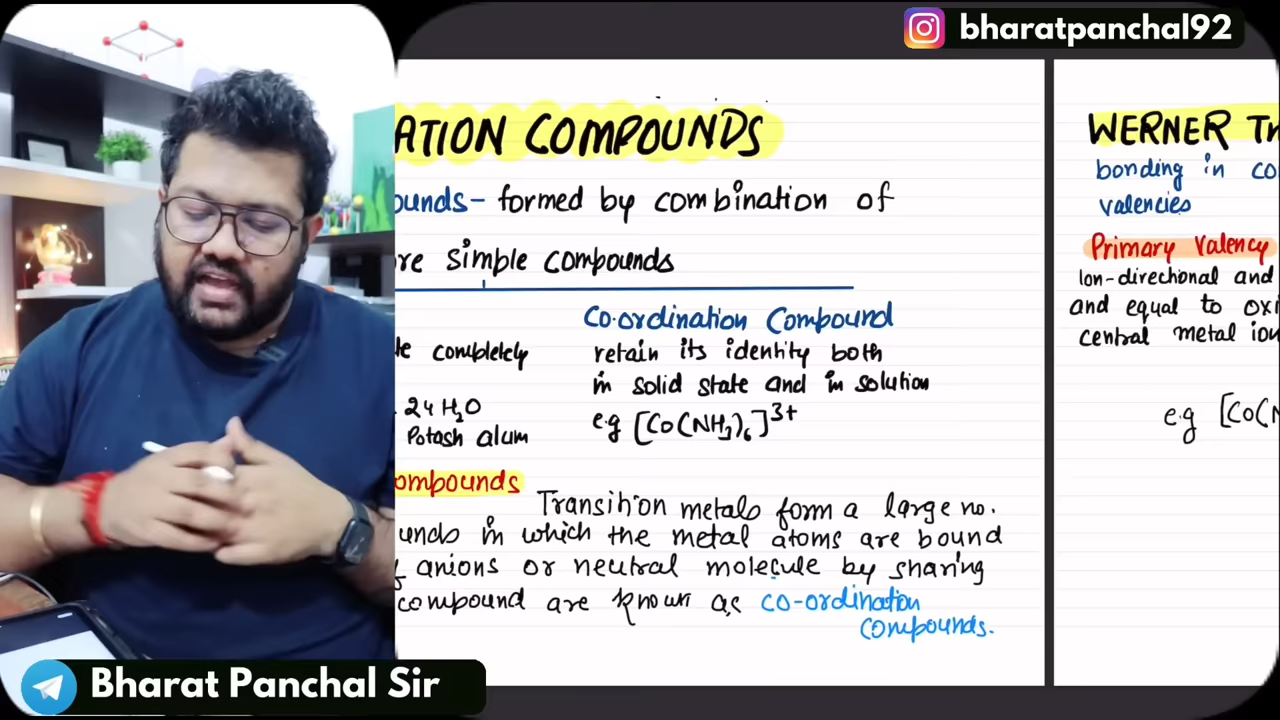 bharatpanchal92
ATION COMPOUNDS
ounds- formed by combination of
re simple compounds
Co-ordination Compound
te completely
retain its identity both
in solid state and in solution
. 24 H₂O
Potash alum
e.g [Co(NH₃)₆]³⁺
ompounds
Transition metals form a large no.
unds in which the metal atoms are bound
anions or neutral molecule by sharing
compound are known as co-ordination
compounds.
WERNER Th
bonding in co
valencies
Primary Valency
Ion-directional and
and equal to oxi
central metal ion
e.g [Co(N
Bharat Panchal Sir